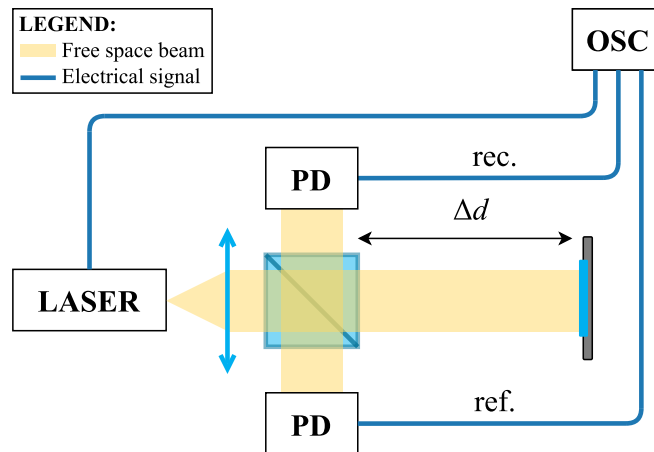 LEGEND:
Free space beam
Electrical signal
OSC
rec.
PD
Δd
LASER
ref.
PD